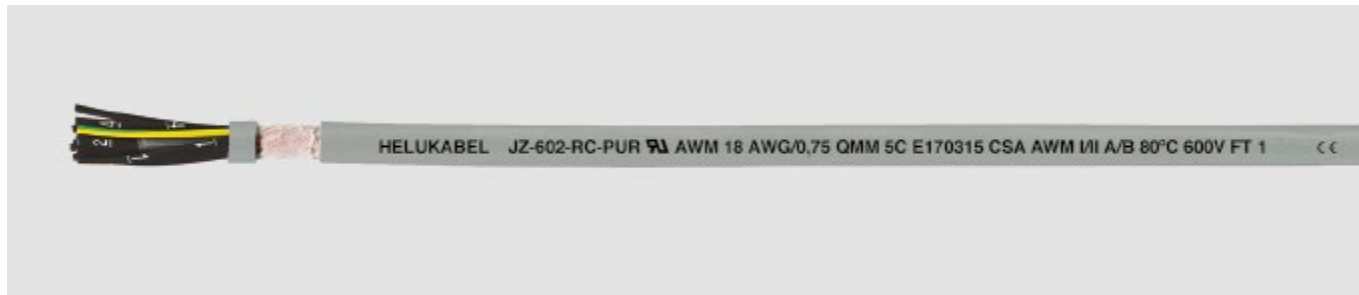 HELUKABEL JZ-602-RC-PUR AWM 18 AWG/0,75 QMM 5C E170315 CSA AWM I/II A/B 80°C 600V FT 1 CE